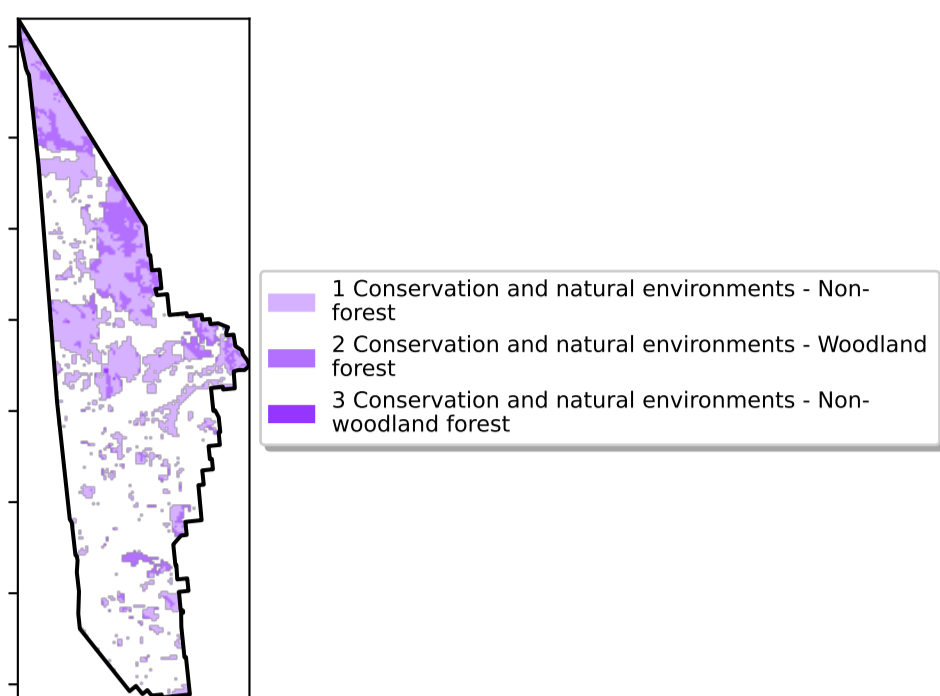 1 Conservation and natural environments - Non-
forest
2 Conservation and natural environments - Woodland
forest
3 Conservation and natural environments - Non-
woodland forest